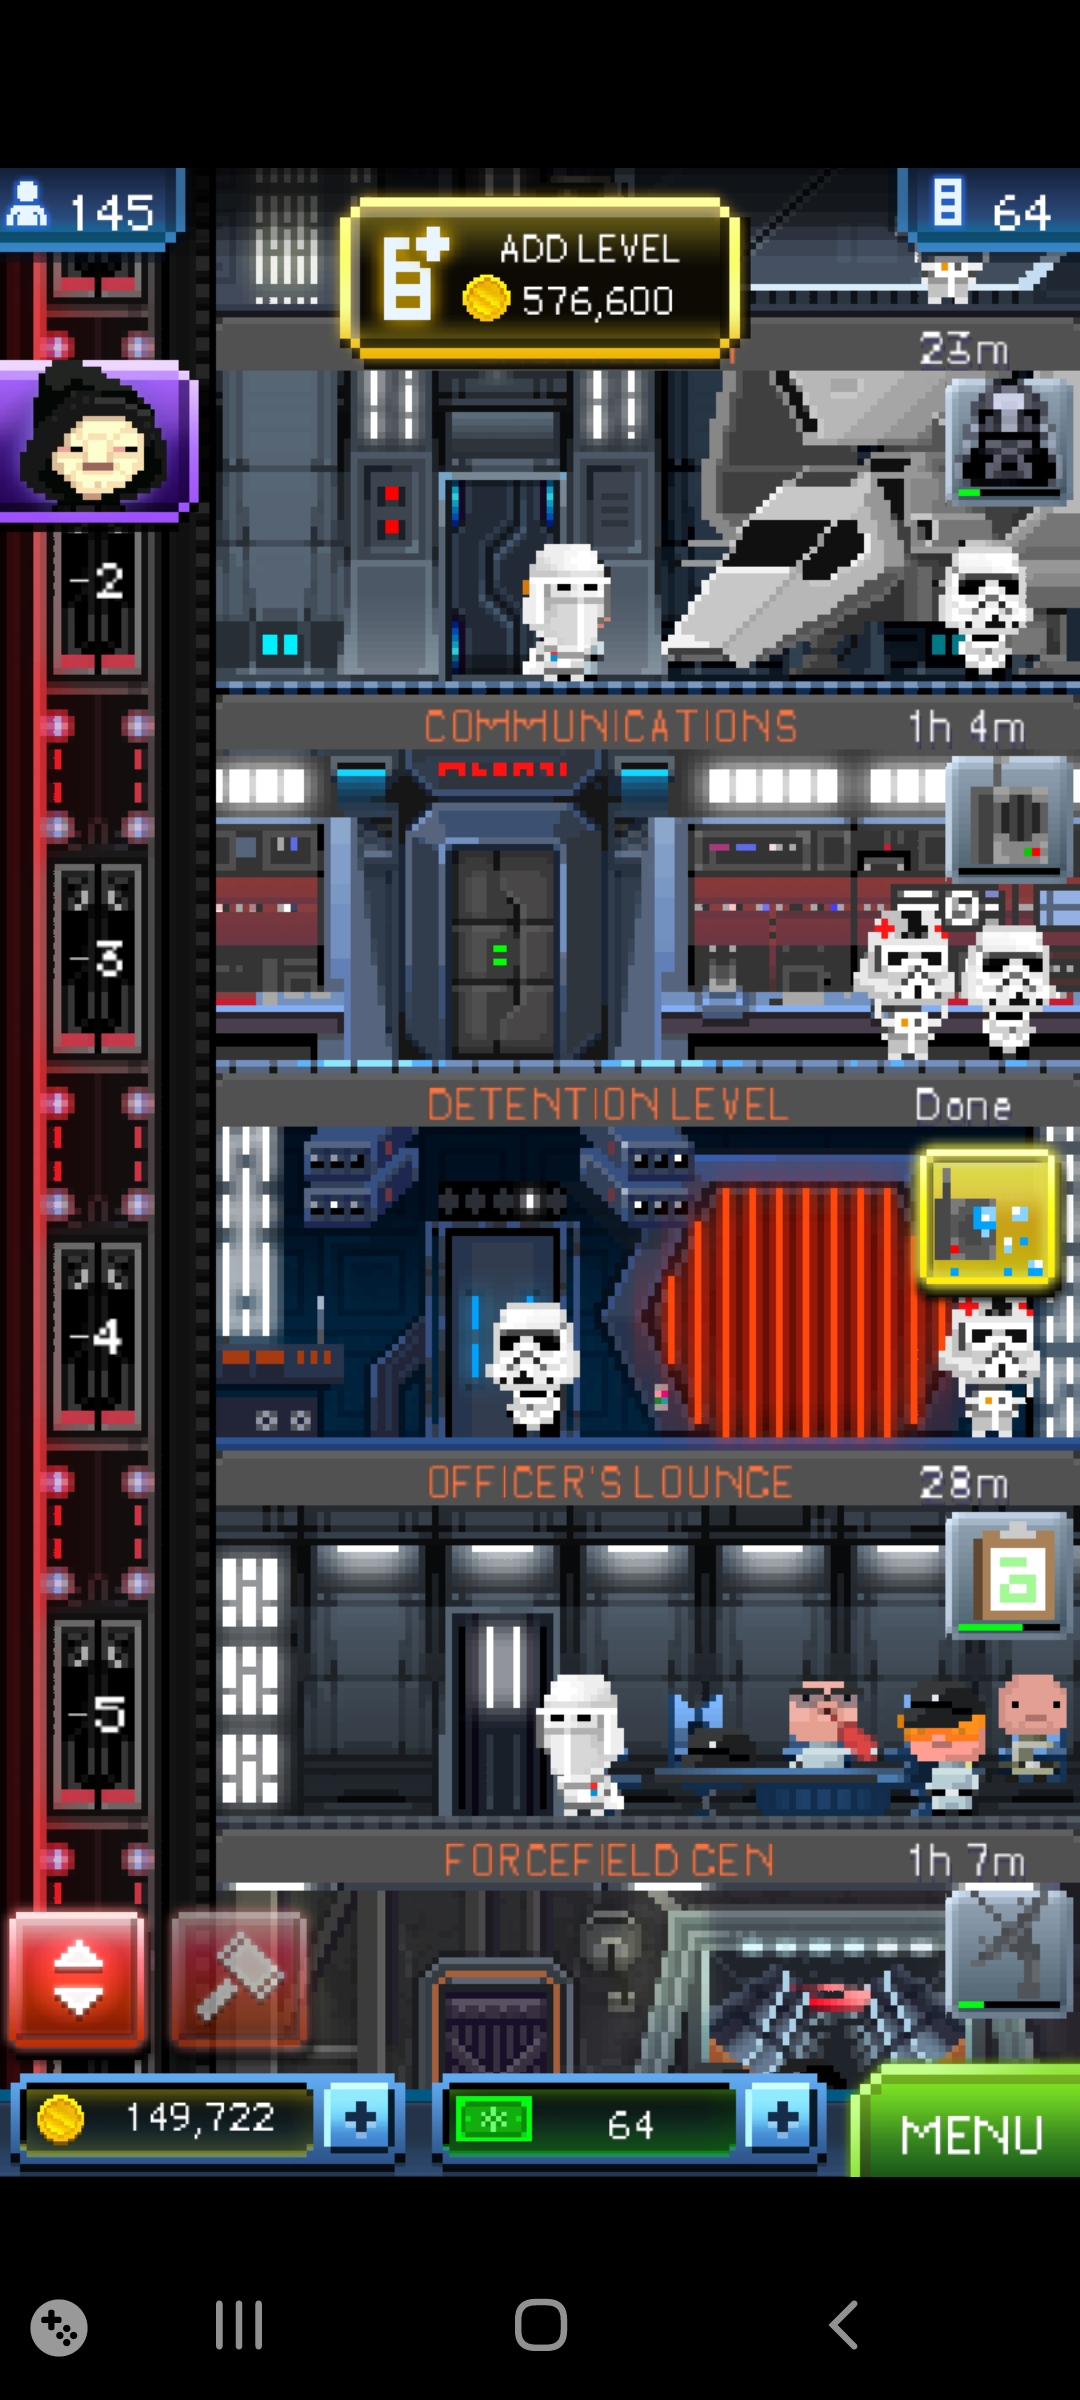 145
ADD LEVEL
576,600
64
23m
-2
COMMUNICATIONS 1h 4m
-3
DETENTION LEVEL Done
-4
OFFICER'S LOUNGE 28m
-5
FORCEFIELD GEN 1h 7m
149,722
64
MENU